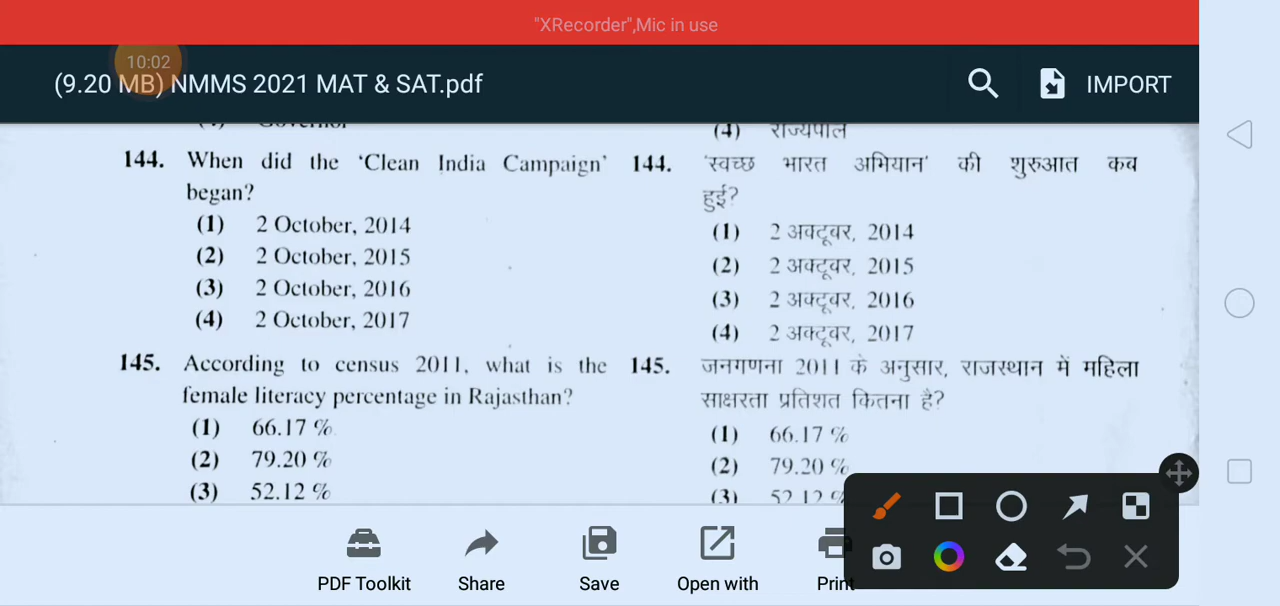 "XRecorder",Mic in use
10:02
(9.20 MB) NMMS 2021 MAT & SAT.pdf
IMPORT
Governor
144. When did the ‘Clean India Campaign’
began?
(1) 2 October, 2014
(2) 2 October, 2015
(3) 2 October, 2016
(4) 2 October, 2017
145. According to census 2011, what is the
female literacy percentage in Rajasthan?
(1) 66.17 %
(2) 79.20 %
(3) 52.12 %
(4) राज्यपाल
144. ‘स्वच्छ भारत अभियान’ की शुरुआत कब
हुई?
(1) 2 अक्टूबर, 2014
(2) 2 अक्टूबर, 2015
(3) 2 अक्टूबर, 2016
(4) 2 अक्टूबर, 2017
145. जनगणना 2011 के अनुसार, राजस्थान में महिला
साक्षरता प्रतिशत कितना है?
(1) 66.17 %
(2) 79.20 %
(3) 52.12 %
PDF Toolkit
Share
Save
Open with
Print